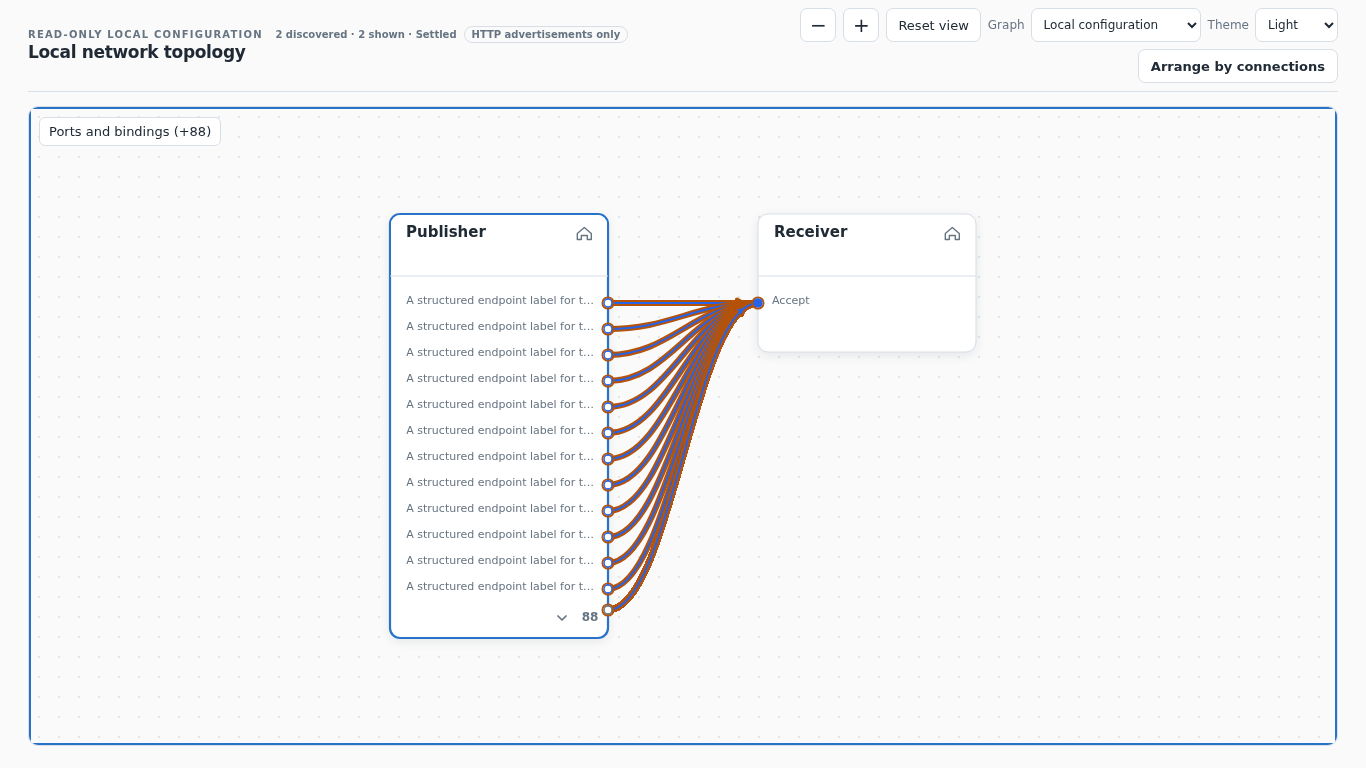 READ-ONLY LOCAL CONFIGURATION 2 discovered · 2 shown · Settled HTTP advertisements only
Local network topology
− + Reset view Graph Local configuration Theme Light
Arrange by connections
Ports and bindings (+88)
Publisher
A structured endpoint label for t…
A structured endpoint label for t…
A structured endpoint label for t…
A structured endpoint label for t…
A structured endpoint label for t…
A structured endpoint label for t…
A structured endpoint label for t…
A structured endpoint label for t…
A structured endpoint label for t…
A structured endpoint label for t…
A structured endpoint label for t…
A structured endpoint label for t…
88
Receiver
Accept